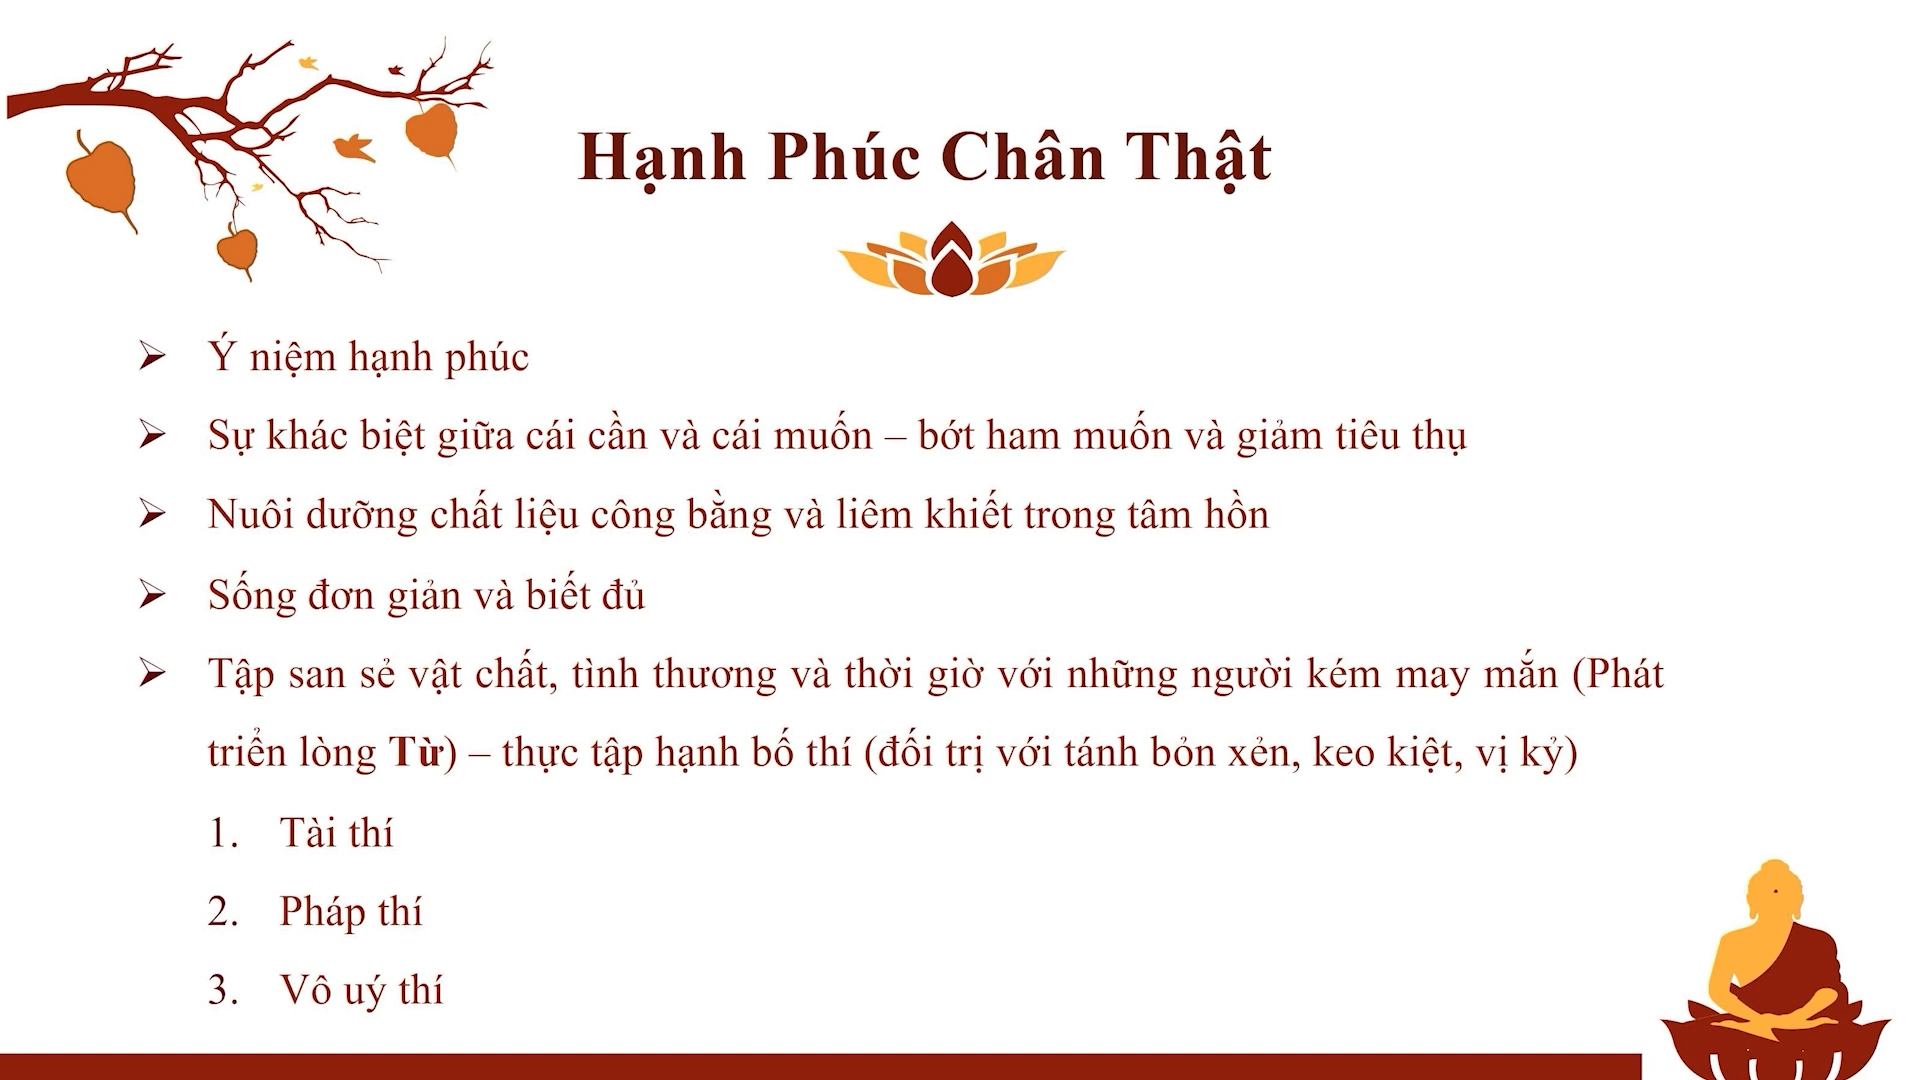 Hạnh Phúc Chân Thật
➢ Ý niệm hạnh phúc
➢ Sự khác biệt giữa cái cần và cái muốn – bớt ham muốn và giảm tiêu thụ
➢ Nuôi dưỡng chất liệu công bằng và liêm khiết trong tâm hồn
➢ Sống đơn giản và biết đủ
➢ Tập san sẻ vật chất, tình thương và thời giờ với những người kém may mắn (Phát
triển lòng Từ) – thực tập hạnh bố thí (đối trị với tánh bỏn xẻn, keo kiệt, vị kỷ)
1. Tài thí
2. Pháp thí
3. Vô uý thí